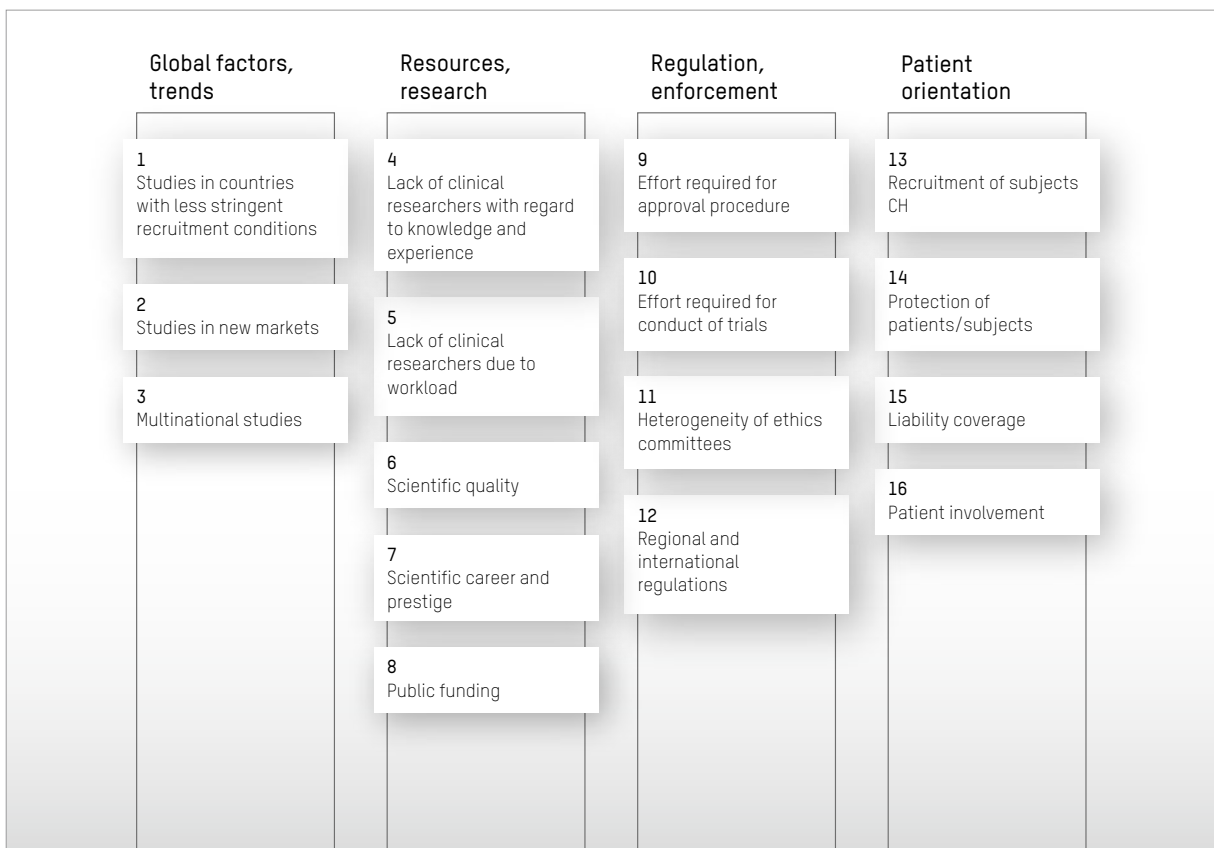 Global factors,
trends
1
Studies in countries
with less stringent
recruitment conditions
2
Studies in new markets
3
Multinational studies
Resources,
research
4
Lack of clinical
researchers with regard
to knowledge and
experience
5
Lack of clinical
researchers due to
workload
6
Scientific quality
7
Scientific career and
prestige
8
Public funding
Regulation,
enforcement
9
Effort required for
approval procedure
10
Effort required for
conduct of trials
11
Heterogeneity of ethics
committees
12
Regional and
international
regulations
Patient
orientation
13
Recruitment of subjects
CH
14
Protection of
patients/subjects
15
Liability coverage
16
Patient involvement